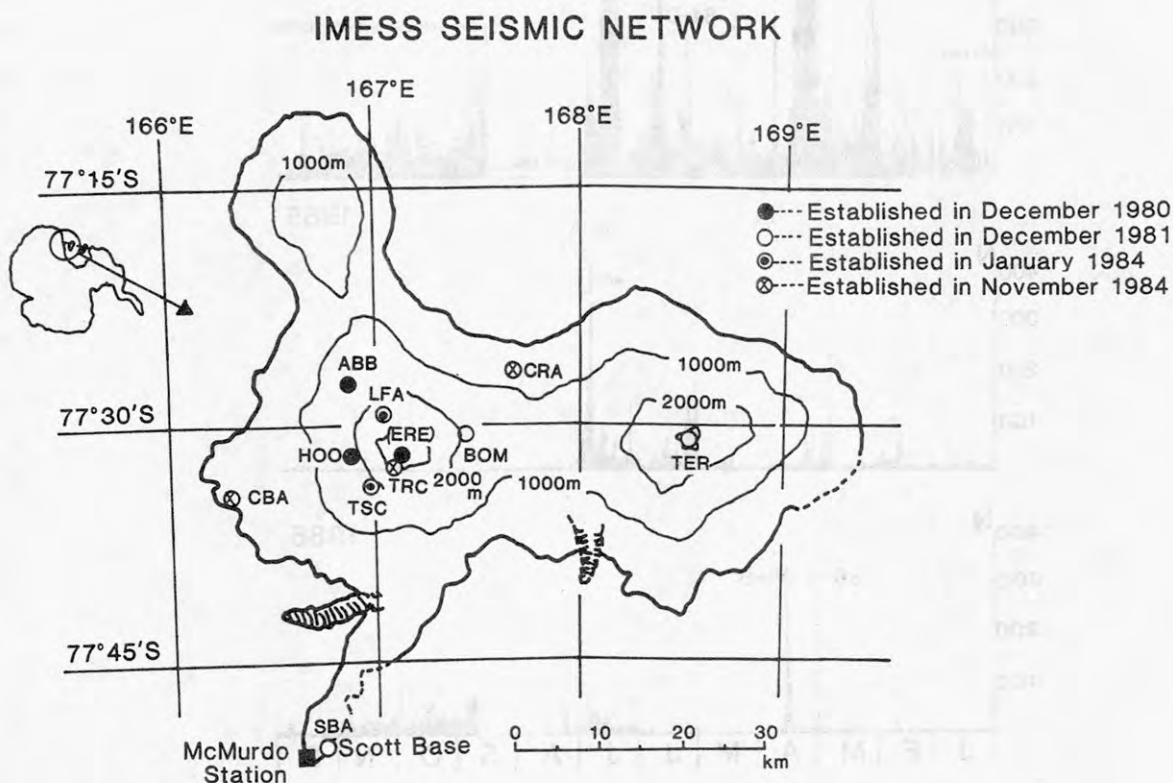 IMESS SEISMIC NETWORK
167°E
166°E
168°E
169°E
1000m
77°15'S
Established in December 1980
Established in December 1981
Established in January 1984
Established in November 1984
ABB
CRA
1000m
LFA
2000m
77°30'S
(ERE)
HOO
BOM
TER
TRC
2000
m
1000m
CBA
TSC
77°45'S
SBA
Scott Base
McMurdo
Station
0 10 20 30
km